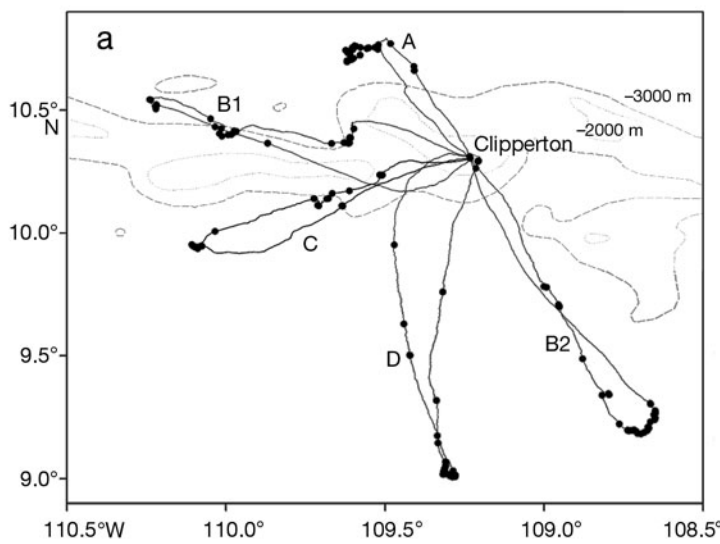 a
A
B1
10.5°
N
–3000 m
–2000 m
Clipperton
10.0°
C
B2
9.5°
D
9.0°
110.5°W
110.0°
109.5°
109.0°
108.5°